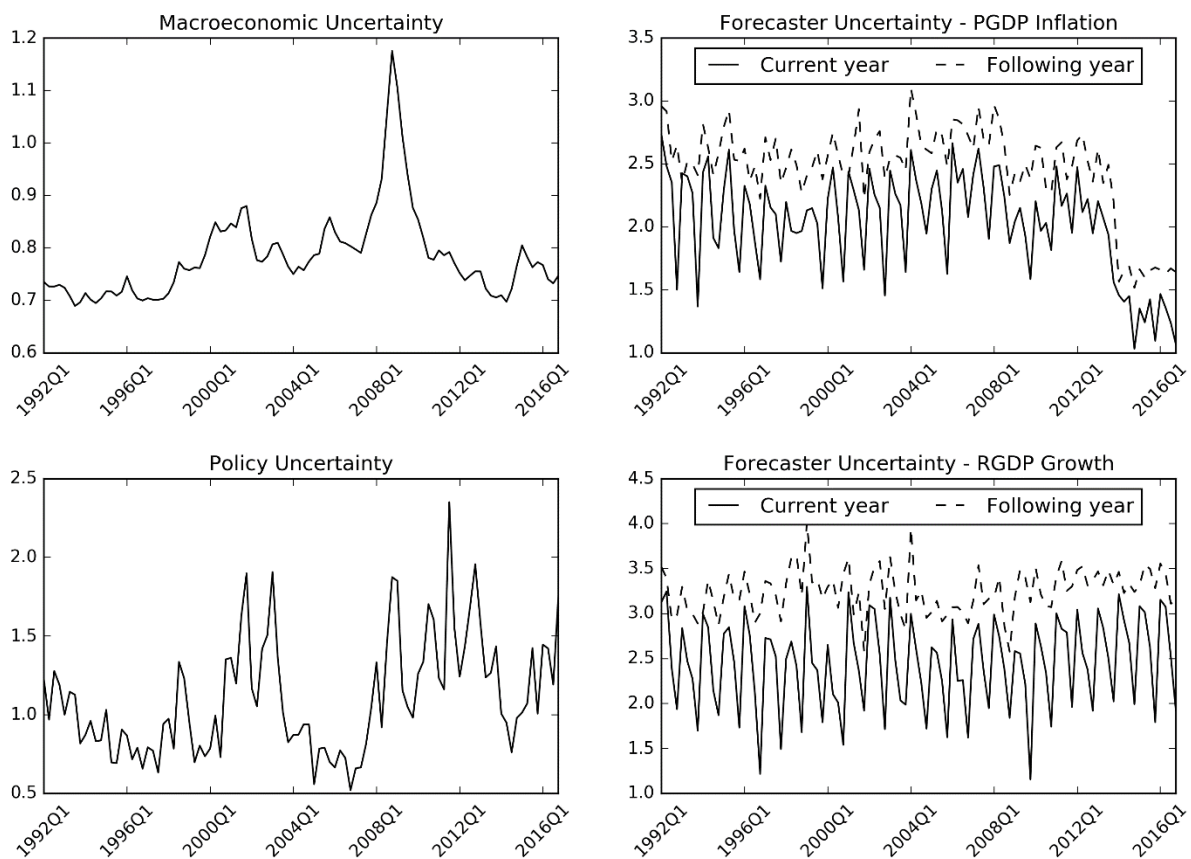 Macroeconomic Uncertainty
1.2
1.1
1.0
0.9
0.8
0.7
0.6
1992Q1 1996Q1 2000Q1 2004Q1 2008Q1 2012Q1 2016Q1
Forecaster Uncertainty - PGDP Inflation
Current year Following year
3.5
3.0
2.5
2.0
1.5
1.0
1992Q1 1996Q1 2000Q1 2004Q1 2008Q1 2012Q1 2016Q1
Policy Uncertainty
2.5
2.0
1.5
1.0
0.5
1992Q1 1996Q1 2000Q1 2004Q1 2008Q1 2012Q1 2016Q1
Forecaster Uncertainty - RGDP Growth
Current year Following year
4.5
4.0
3.5
3.0
2.5
2.0
1.5
1.0
1992Q1 1996Q1 2000Q1 2004Q1 2008Q1 2012Q1 2016Q1